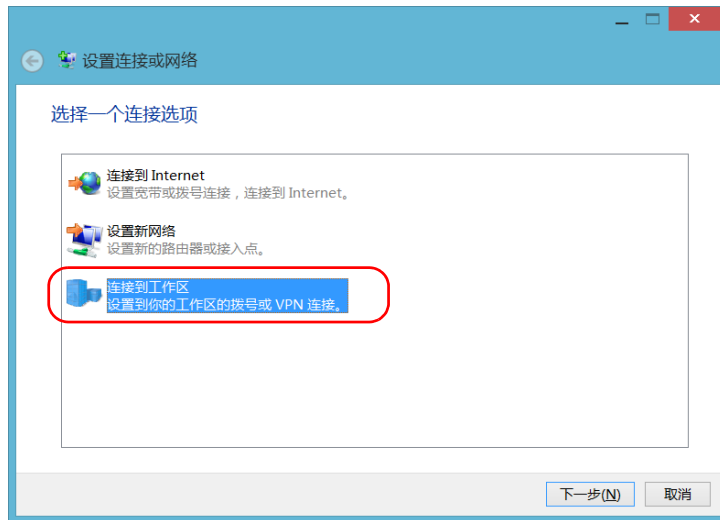 设置连接或网络
选择一个连接选项
连接到 Internet
设置宽带或拨号连接，连接到 Internet。
设置新网络
设置新的路由器或接入点。
连接到工作区
设置到你的工作区的拨号或 VPN 连接。
下一步(N)
取消